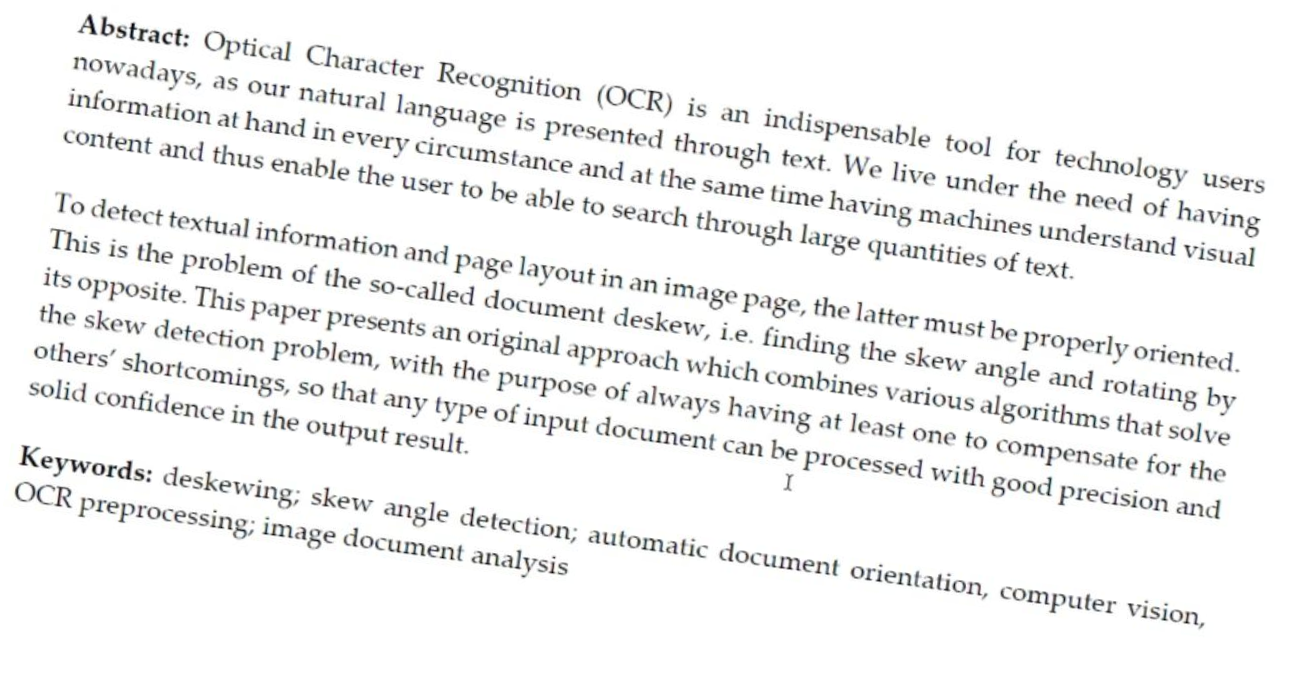 Abstract: Optical Character Recognition (OCR) is an indispensable tool for technology users
nowadays, as our natural language is presented through text. We live under the need of having
information at hand in every circumstance and at the same time having machines understand visual
content and thus enable the user to be able to search through large quantities of text.
To detect textual information and page layout in an image page, the latter must be properly oriented.
This is the problem of the so-called document deskew, i.e. finding the skew angle and rotating by
its opposite. This paper presents an original approach which combines various algorithms that solve
the skew detection problem, with the purpose of always having at least one to compensate for the
others' shortcomings, so that any type of input document can be processed with good precision and
solid confidence in the output result.
Keywords: deskewing; skew angle detection; automatic document orientation, computer vision,
OCR preprocessing; image document analysis